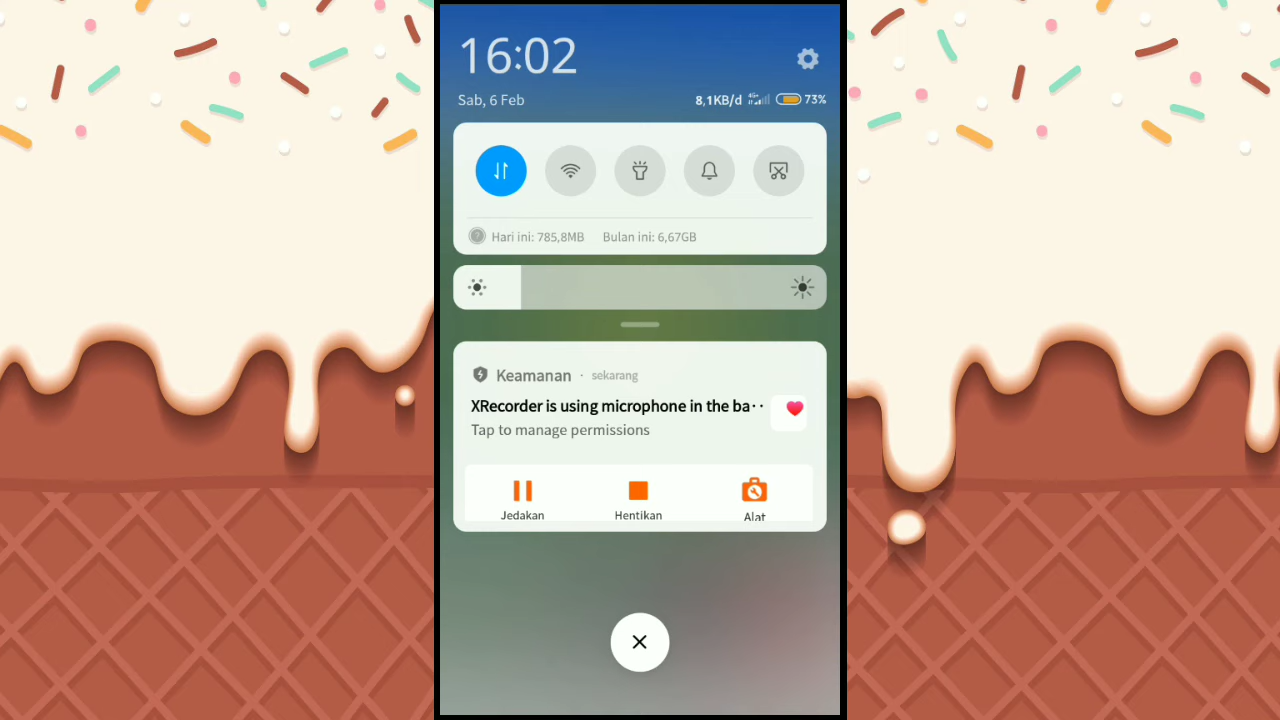 16:02
Sab, 6 Feb
8,1KB/d 4G+ 73%
Hari ini: 785,8MB Bulan ini: 6,67GB
Keamanan · sekarang
XRecorder is using microphone in the ba··
Tap to manage permissions
Jedakan Hentikan Alat